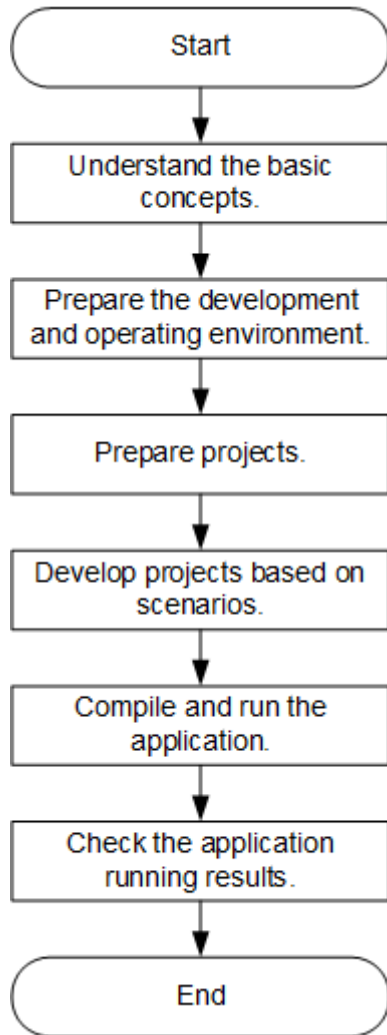 Start
Understand the basic
concepts.
Prepare the development
and operating environment.
Prepare projects.
Develop projects based on
scenarios.
Compile and run the
application.
Check the application
running results.
End